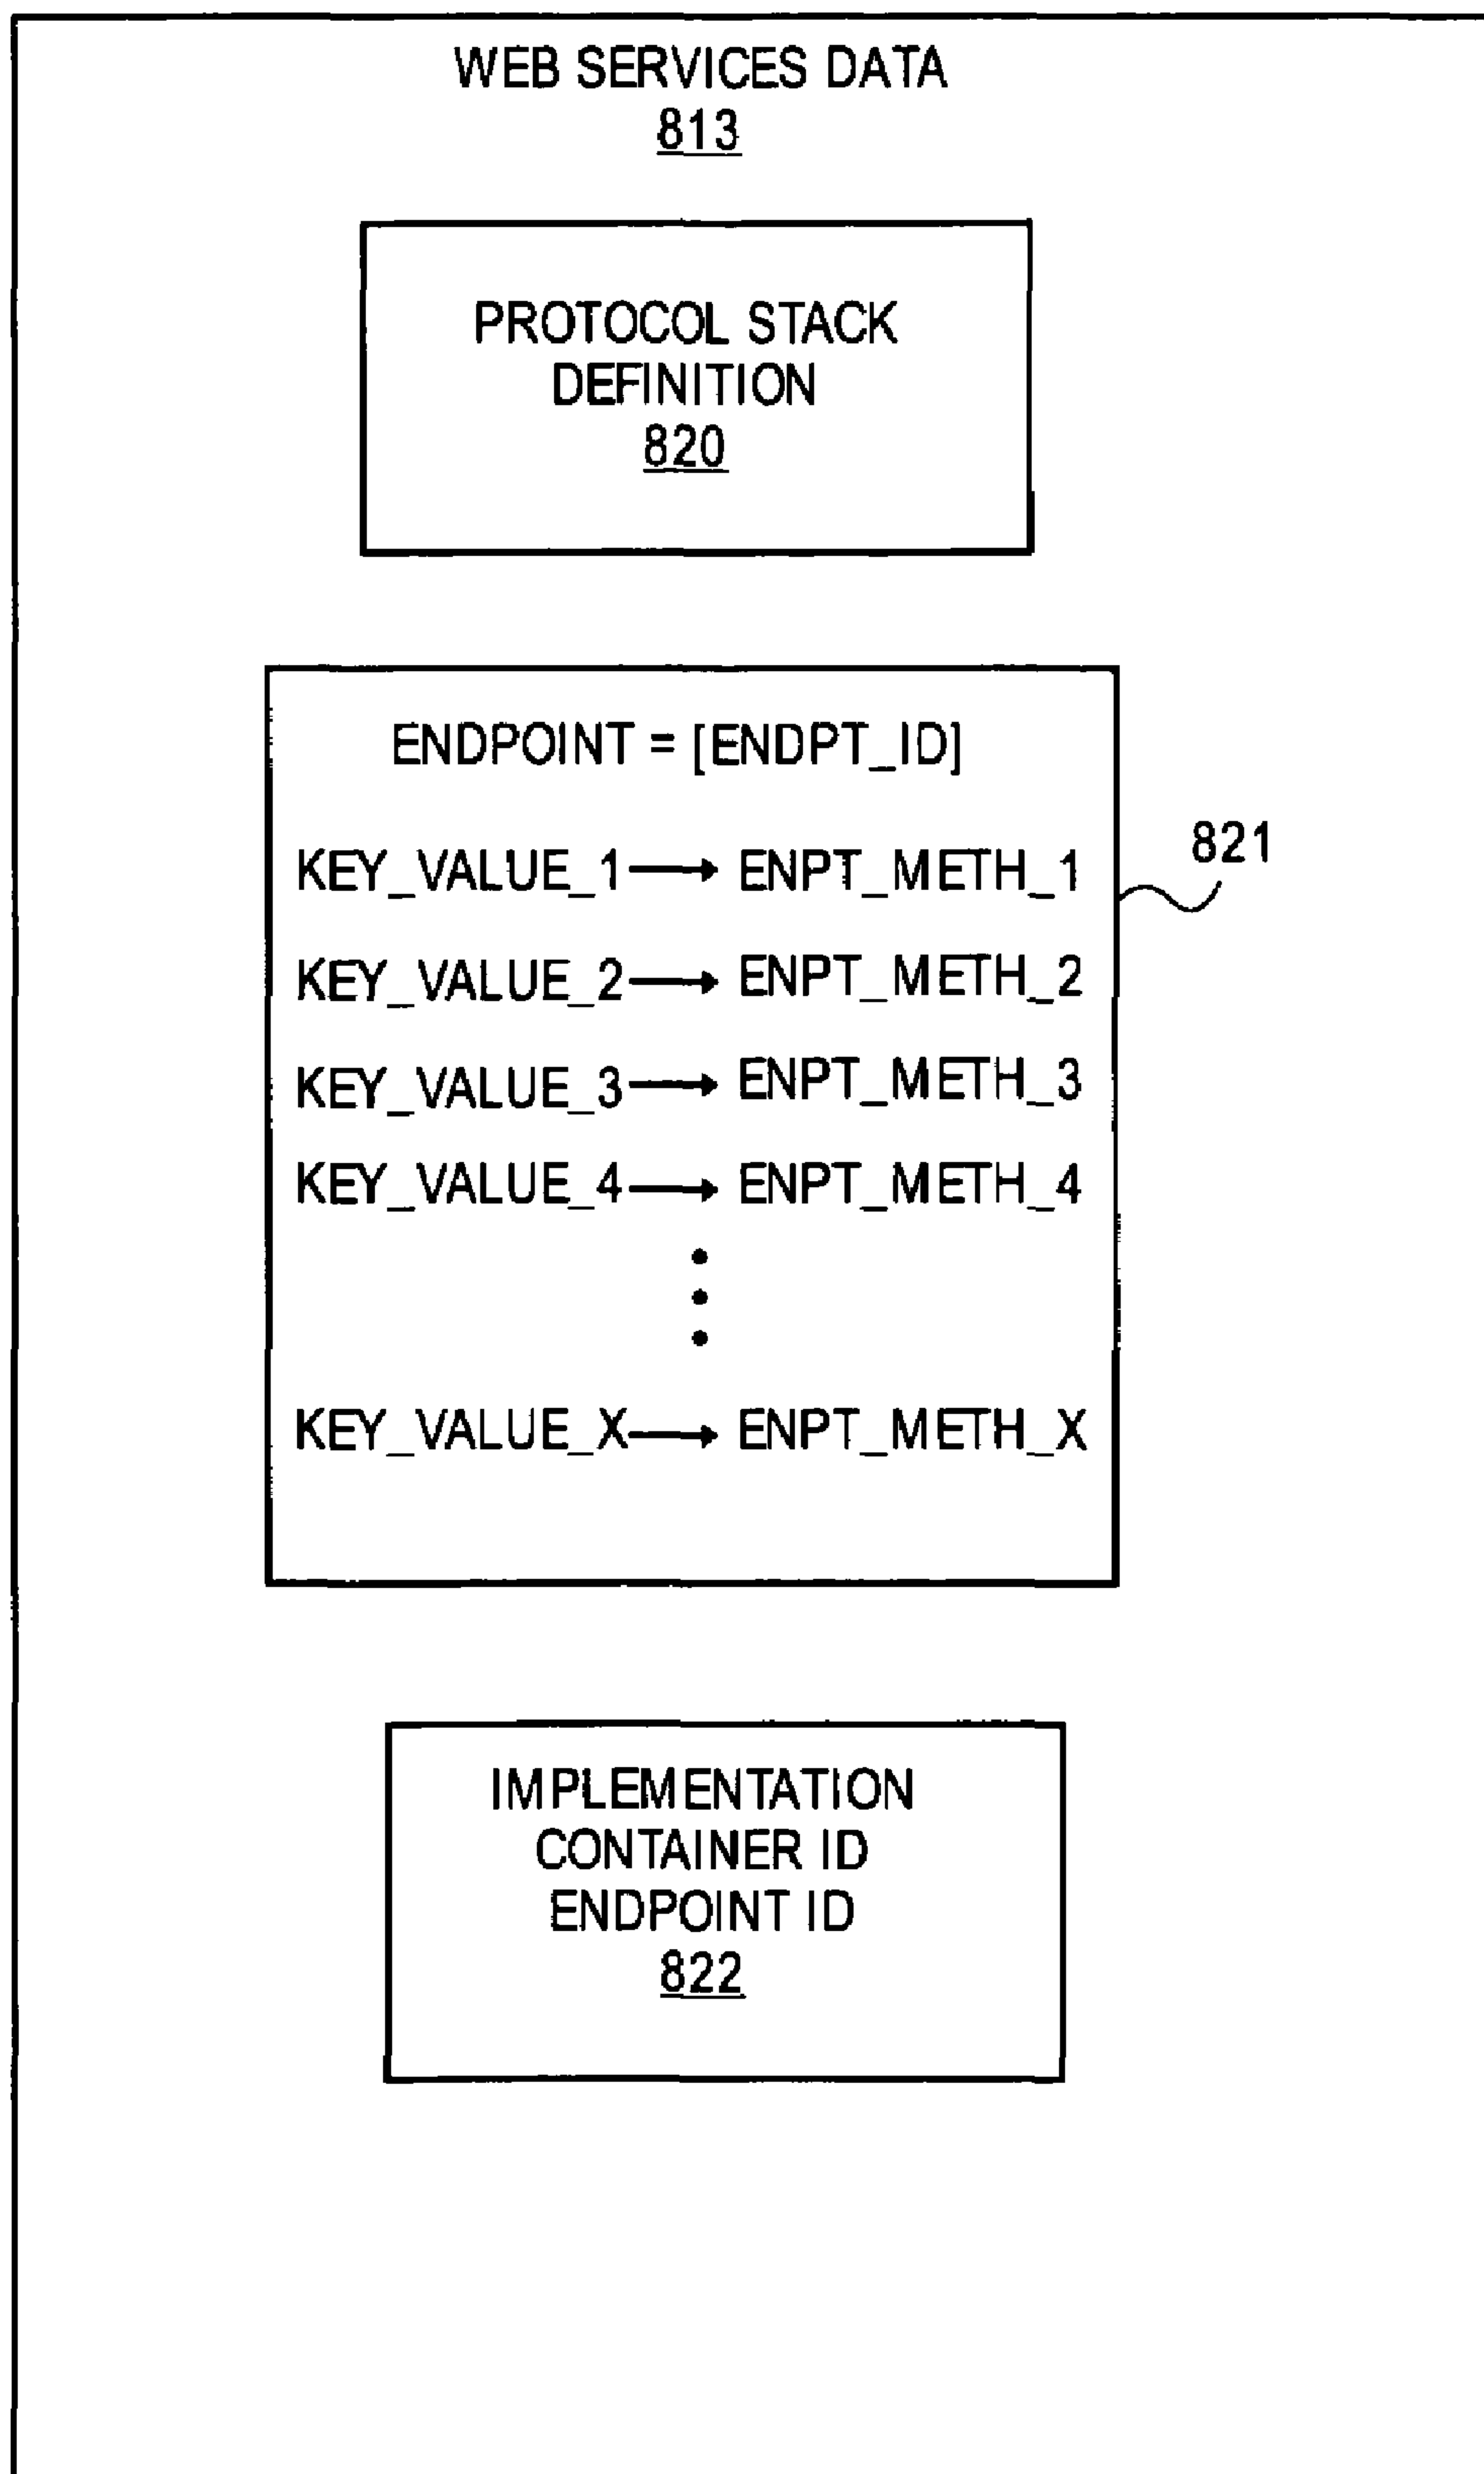 WEB SERVICES DATA
813
PROTOCOL STACK
DEFINITION
820
ENDPOINT = [ENDPT_ID]
KEY_VALUE_1 → ENPT_METH_1
821
KEY_VALUE_2 → ENPT_METH_2
KEY_VALUE_3 → ENPT_METH_3
KEY_VALUE_4 → ENPT_METH_4
KEY_VALUE_X → ENPT_METH_X
IMPLEMENTATION
CONTAINER ID
ENDPOINT ID
822